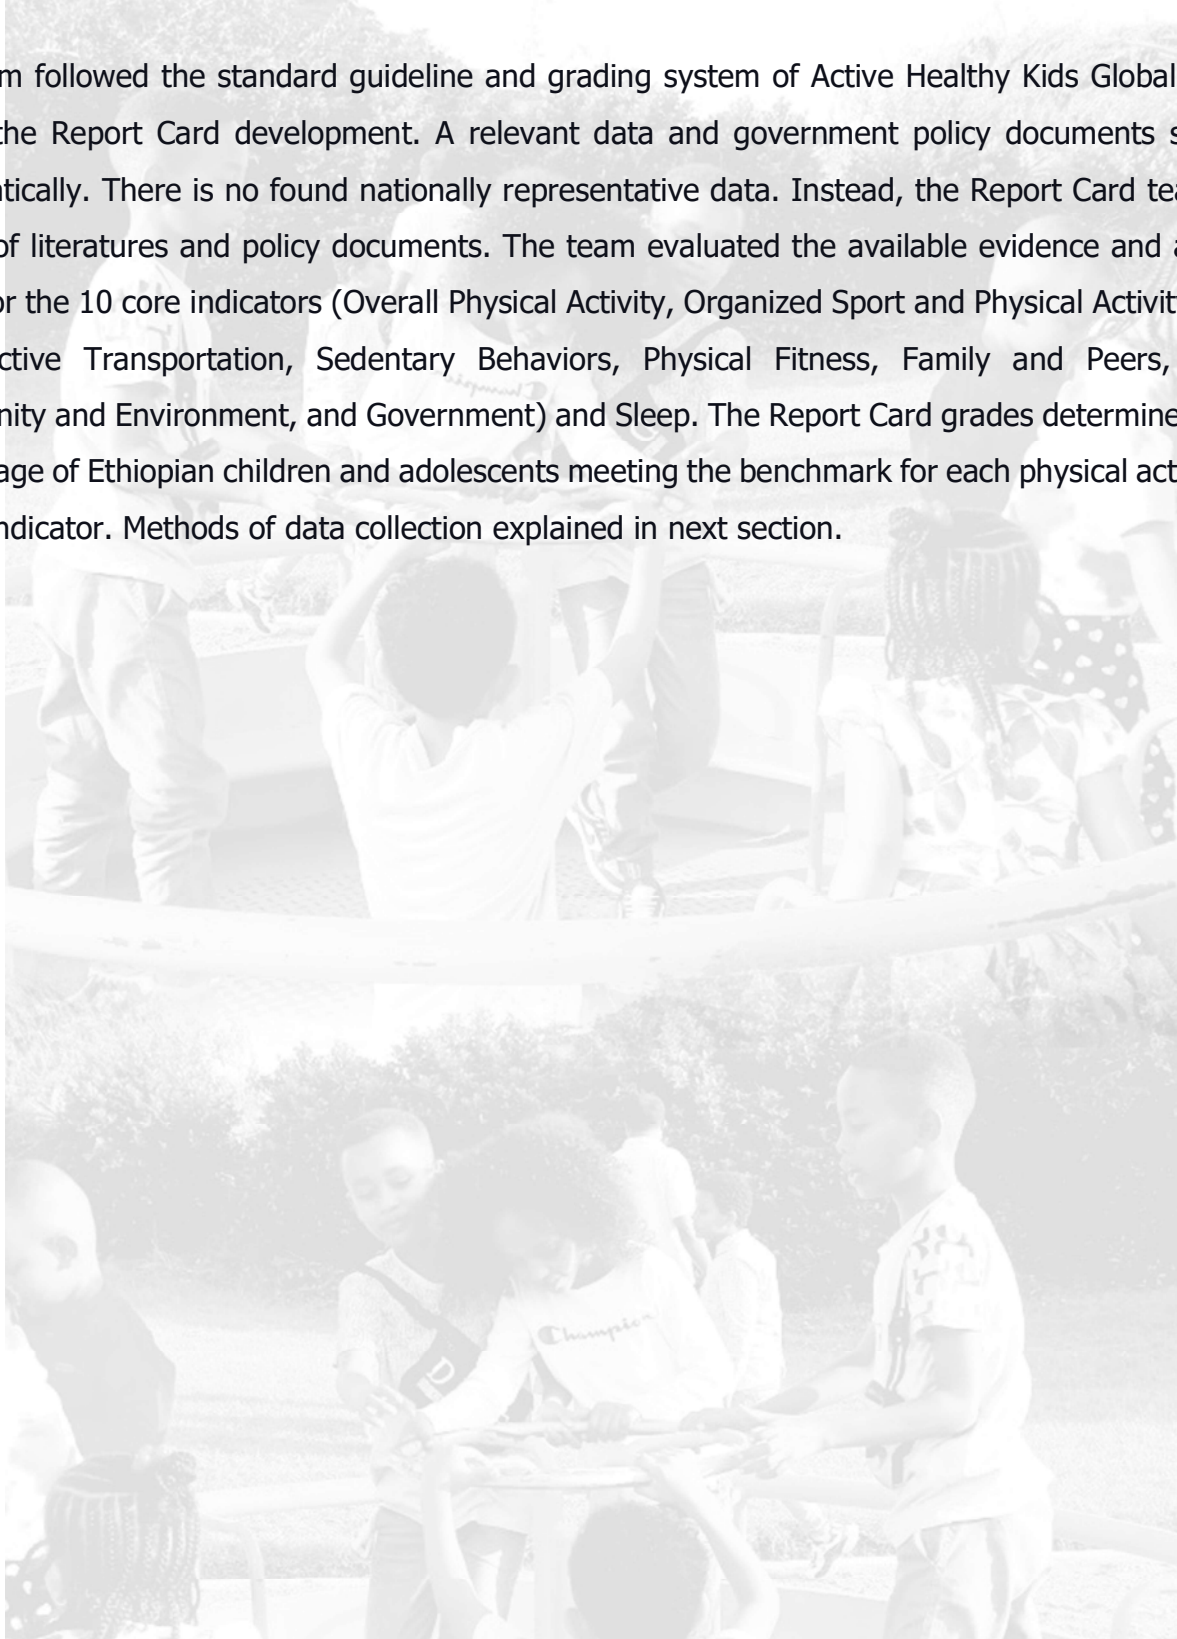 m followed the standard guideline and grading system of Active Healthy Kids Global
the Report Card development. A relevant data and government policy documents s
tically. There is no found nationally representative data. Instead, the Report Card tea
of literatures and policy documents. The team evaluated the available evidence and a
or the 10 core indicators (Overall Physical Activity, Organized Sport and Physical Activit
ctive Transportation, Sedentary Behaviors, Physical Fitness, Family and Peers,
nity and Environment, and Government) and Sleep. The Report Card grades determine
age of Ethiopian children and adolescents meeting the benchmark for each physical act
ndicator. Methods of data collection explained in next section.
Champion
D